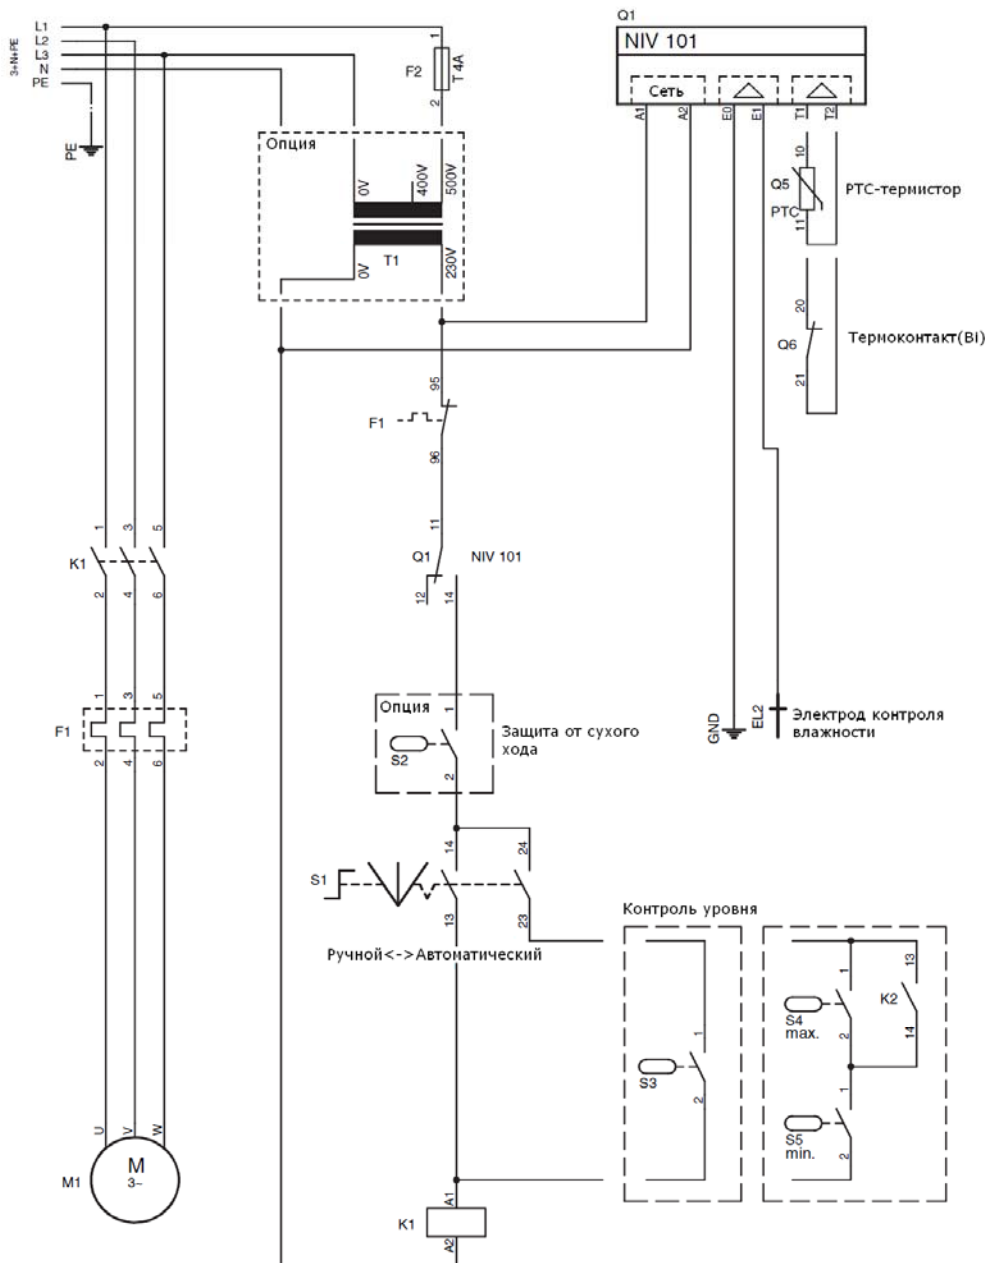 3~N+PE
L1
L2
L3
N
PE
PE
F2
1
T 4A
2
Q1
NIV 101
Сеть
A1
A2
E0
E1
T1
T2
Опция
0V
400V
500V
T1
0V
230V
10
Q5
PTC
11
РТС-термистор
20
Q6
21
Термоконтакт(BI)
95
F1
96
11
Q1
NIV 101
12
14
K1
1
3
5
2
4
6
F1
1
3
5
2
4
6
Опция
1
S2
2
Защита от сухого
хода
GND
EL2
Электрод контроля
влажности
S1
14
24
13
23
Ручной<->Автоматический
Контроль уровня
1
S3
2
1
S4
max.
2
13
K2
14
1
S5
min.
2
U
V
W
M1
M
3~
A1
K1
A2